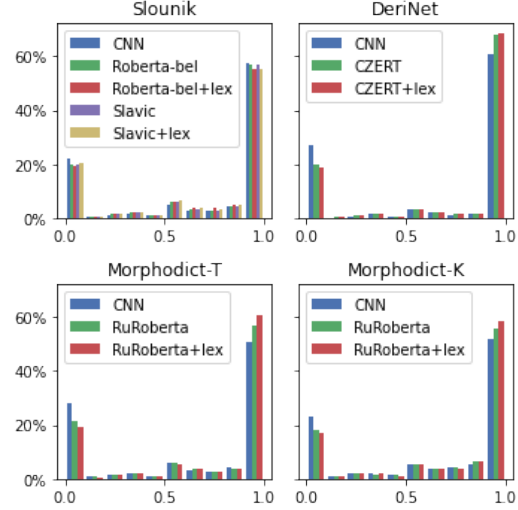 Slounik
60%
40%
20%
0%
CNN
Roberta-bel
Roberta-bel+lex
Slavic
Slavic+lex
0.0 0.5 1.0
DeriNet
CNN
CZERT
CZERT+lex
0.0 0.5 1.0
Morphodict-T
60%
40%
20%
0%
CNN
RuRoberta
RuRoberta+lex
0.0 0.5 1.0
Morphodict-K
CNN
RuRoberta
RuRoberta+lex
0.0 0.5 1.0